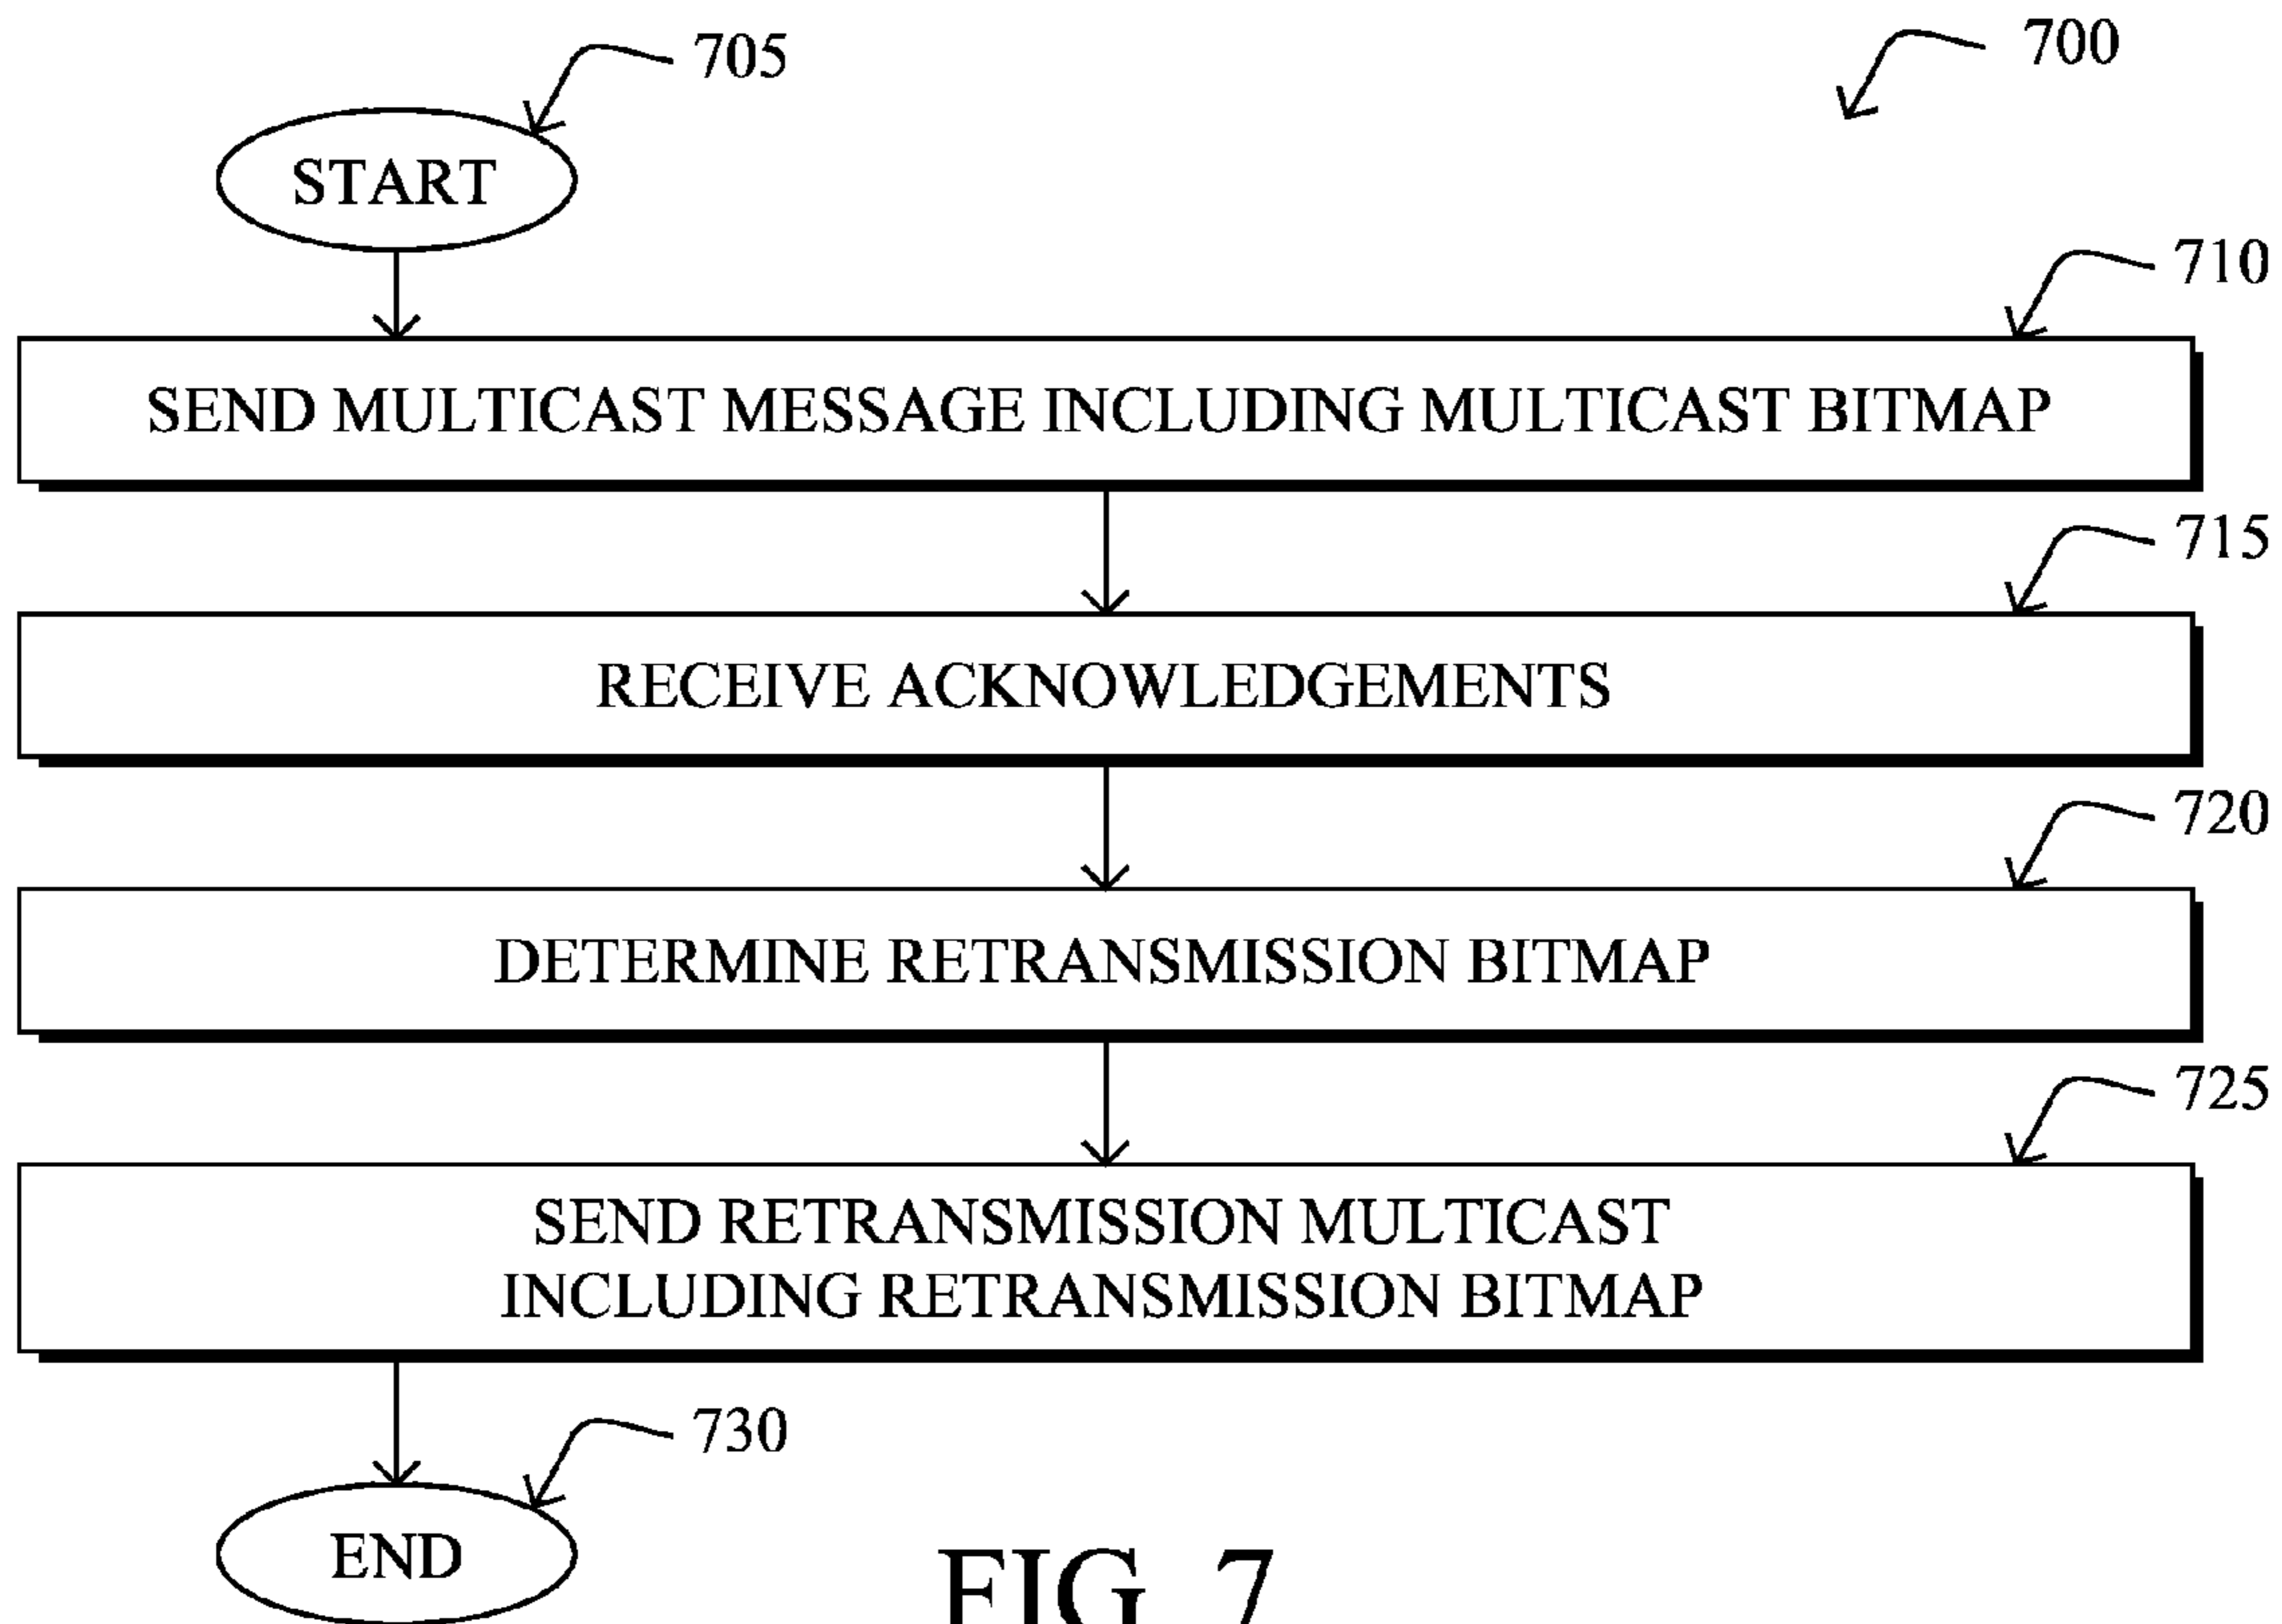 705
700
START
710
SEND MULTICAST MESSAGE INCLUDING MULTICAST BITMAP
715
RECEIVE ACKNOWLEDGEMENTS
720
DETERMINE RETRANSMISSION BITMAP
725
SEND RETRANSMISSION MULTICAST
INCLUDING RETRANSMISSION BITMAP
730
END
FIG. 7